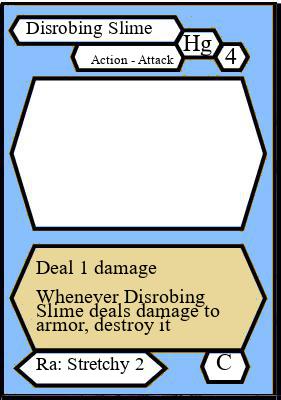 Disrobing Slime
Hg
4
Action - Attack
Deal 1 damage
Whenever Disrobing
Slime deals damage to
armor, destroy it
Ra: Stretchy 2
C